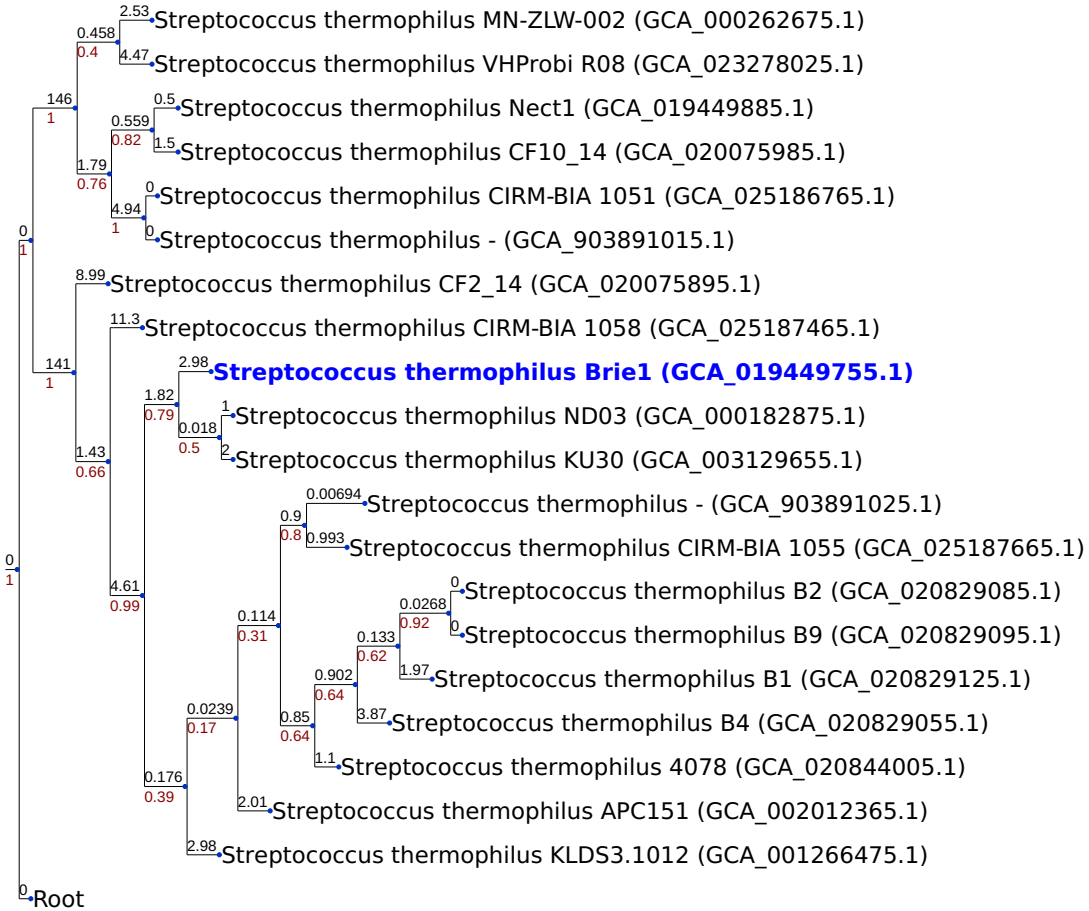 2.53
Streptococcus thermophilus MN-ZLW-002 (GCA_000262675.1)
0.458
0.4
4.47
Streptococcus thermophilus VHProbi R08 (GCA_023278025.1)
146
1
0.5
Streptococcus thermophilus Nect1 (GCA_019449885.1)
0.559
0.82
1.5
Streptococcus thermophilus CF10_14 (GCA_020075985.1)
1.79
0.76
0
Streptococcus thermophilus CIRM-BIA 1051 (GCA_025186765.1)
4.94
1
0
Streptococcus thermophilus - (GCA_903891015.1)
0
1
8.99
Streptococcus thermophilus CF2_14 (GCA_020075895.1)
11.3
Streptococcus thermophilus CIRM-BIA 1058 (GCA_025187465.1)
141
1
2.98
Streptococcus thermophilus Brie1 (GCA_019449755.1)
1.82
0.79
1
Streptococcus thermophilus ND03 (GCA_000182875.1)
0.018
0.5
2
Streptococcus thermophilus KU30 (GCA_003129655.1)
1.43
0.66
0.00694
Streptococcus thermophilus - (GCA_903891025.1)
0.9
0.8
0.993
Streptococcus thermophilus CIRM-BIA 1055 (GCA_025187665.1)
0
1
4.61
0.99
0
Streptococcus thermophilus B2 (GCA_020829085.1)
0.0268
0.92
0
Streptococcus thermophilus B9 (GCA_020829095.1)
0.114
0.31
0.133
0.62
1.97
Streptococcus thermophilus B1 (GCA_020829125.1)
0.902
0.64
3.87
Streptococcus thermophilus B4 (GCA_020829055.1)
0.0239
0.17
0.85
0.64
1.1
Streptococcus thermophilus 4078 (GCA_020844005.1)
0.176
0.39
2.01
Streptococcus thermophilus APC151 (GCA_002012365.1)
2.98
Streptococcus thermophilus KLDS3.1012 (GCA_001266475.1)
0
Root